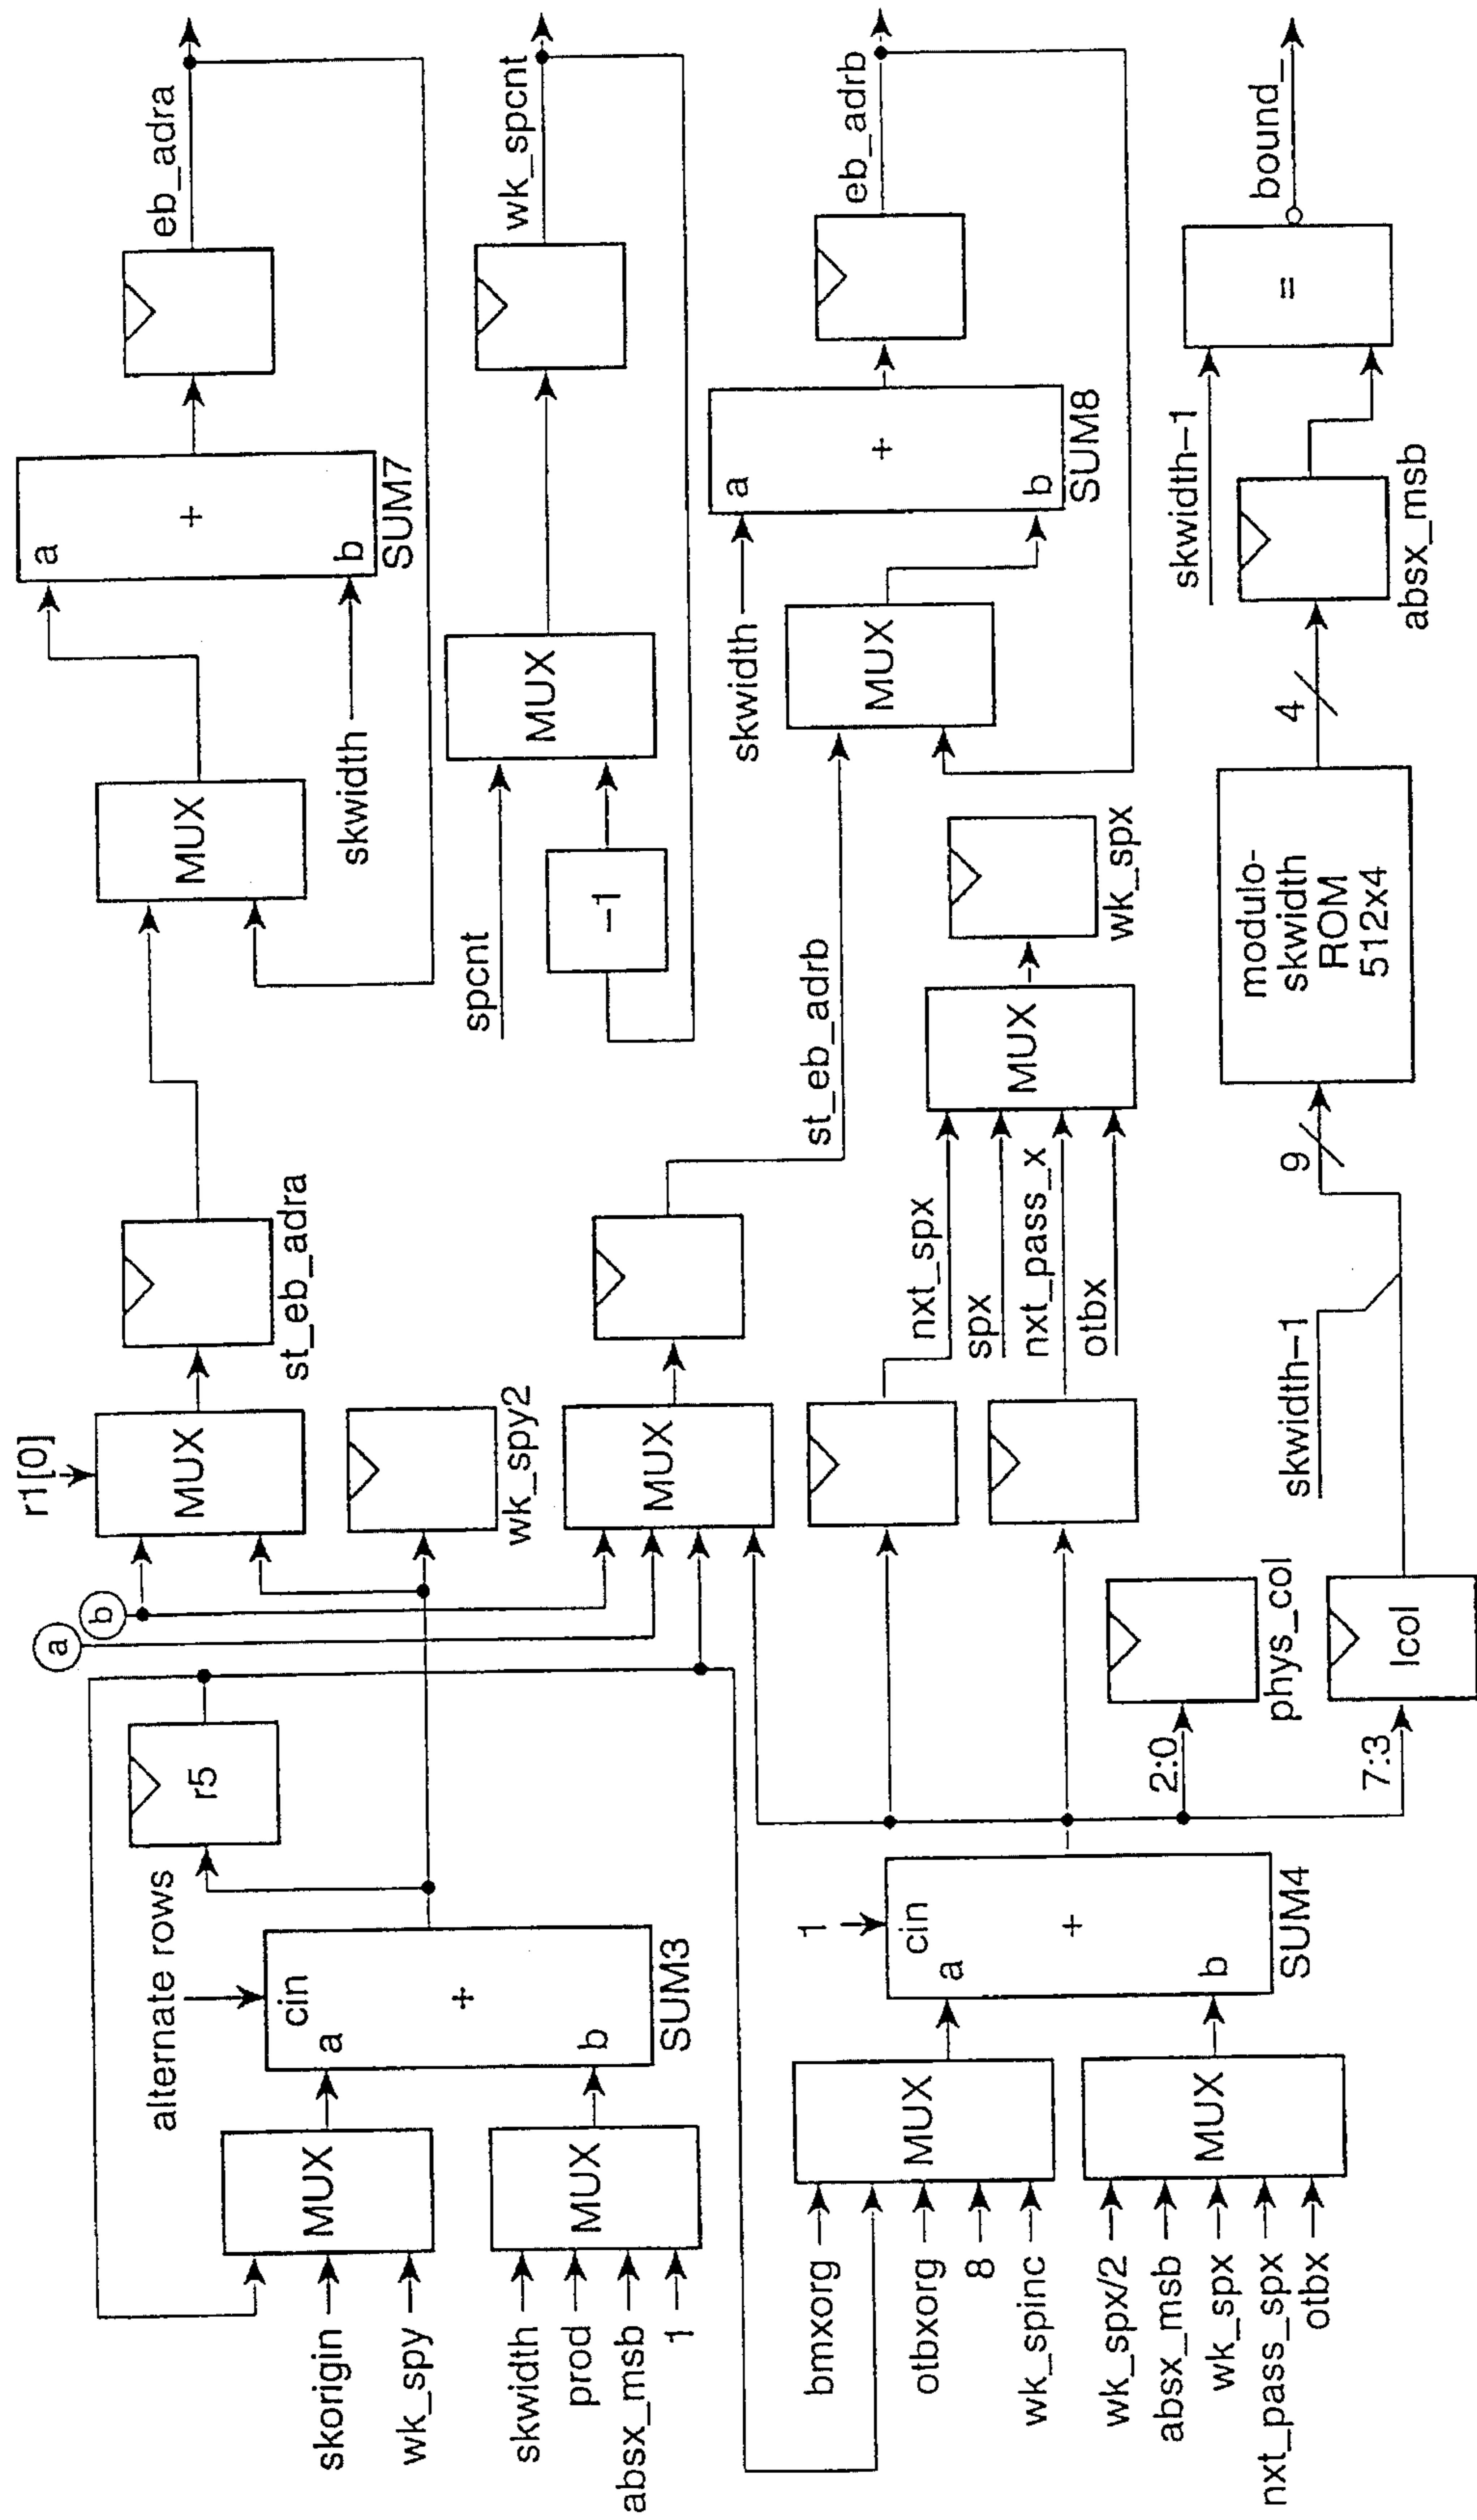 eb_adra
SUM7
a
+
b
MUX
skwidth
st_eb_adra
r1[0]
MUX
wk_spcnt
MUX
spcnt
-1
wk_spy2
a
b
r5
alternate rows
cin
a
+
b
SUM3
MUX
skorigin
wk_spy
MUX
skwidth
prod
absx_msb
1
eb_adrb
SUM8
a
+
b
skwidth
MUX
st_eb_adrb
MUX
wk_spx
MUX
nxt_spx
spx
nxt_pass_x
otbx
1
cin
a
+
b
SUM4
MUX
bmxorg
otbxorg
8
wk_spinc
MUX
wk_spx/2
absx_msb
wk_spx
nxt_pass_spx
otbx
2:0
phys_col
7:3
lcol
skwidth-1
9
modulo-
skwidth
ROM
512x4
4
absx_msb
skwidth-1
=
bound_